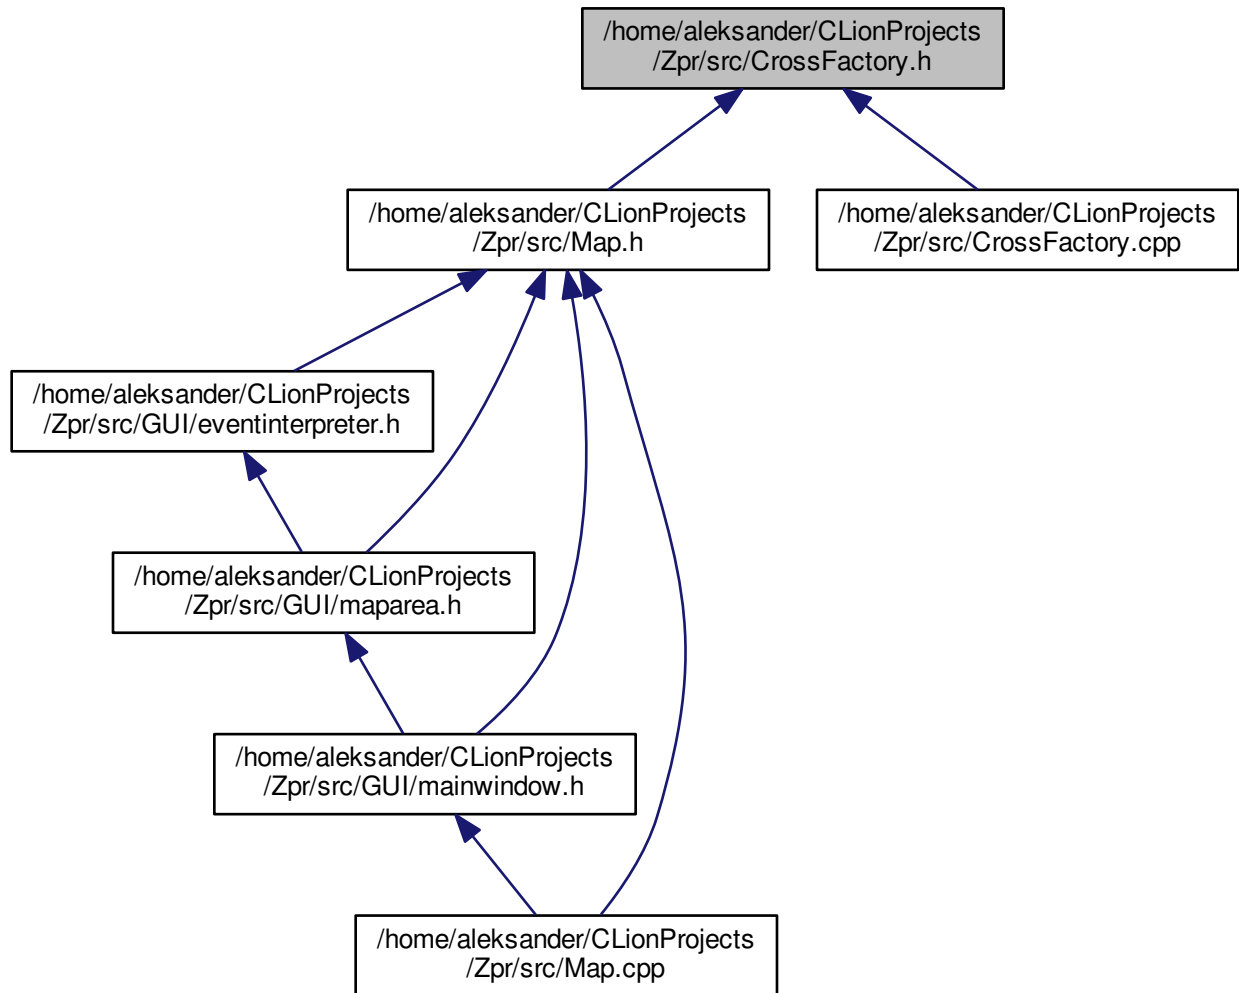 /home/aleksander/CLionProjects
/Zpr/src/CrossFactory.h
/home/aleksander/CLionProjects
/Zpr/src/Map.h
/home/aleksander/CLionProjects
/Zpr/src/CrossFactory.cpp
/home/aleksander/CLionProjects
/Zpr/src/GUI/eventinterpreter.h
/home/aleksander/CLionProjects
/Zpr/src/GUI/maparea.h
/home/aleksander/CLionProjects
/Zpr/src/GUI/mainwindow.h
/home/aleksander/CLionProjects
/Zpr/src/Map.cpp